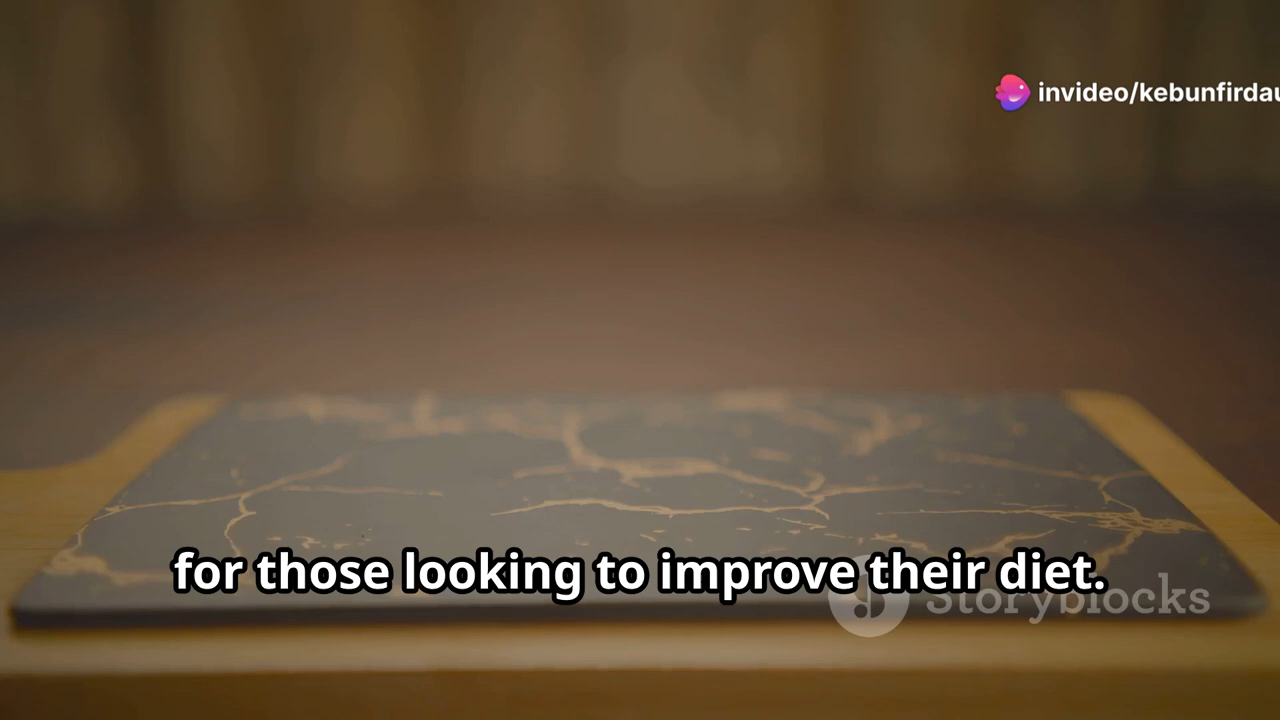 invideo/kebunfirdau
for those looking to improve their diet.
Storyblocks